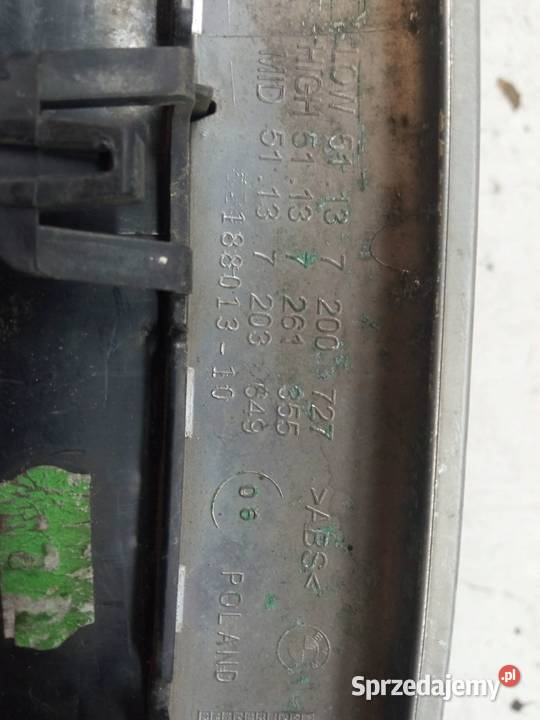 LOW 51.13 7 200 727
HIGH 51.13 7 261 355
MID 51.13 7 203 649
188013-10
>ABS<
06
POLAND
Sprzedajemy.pl